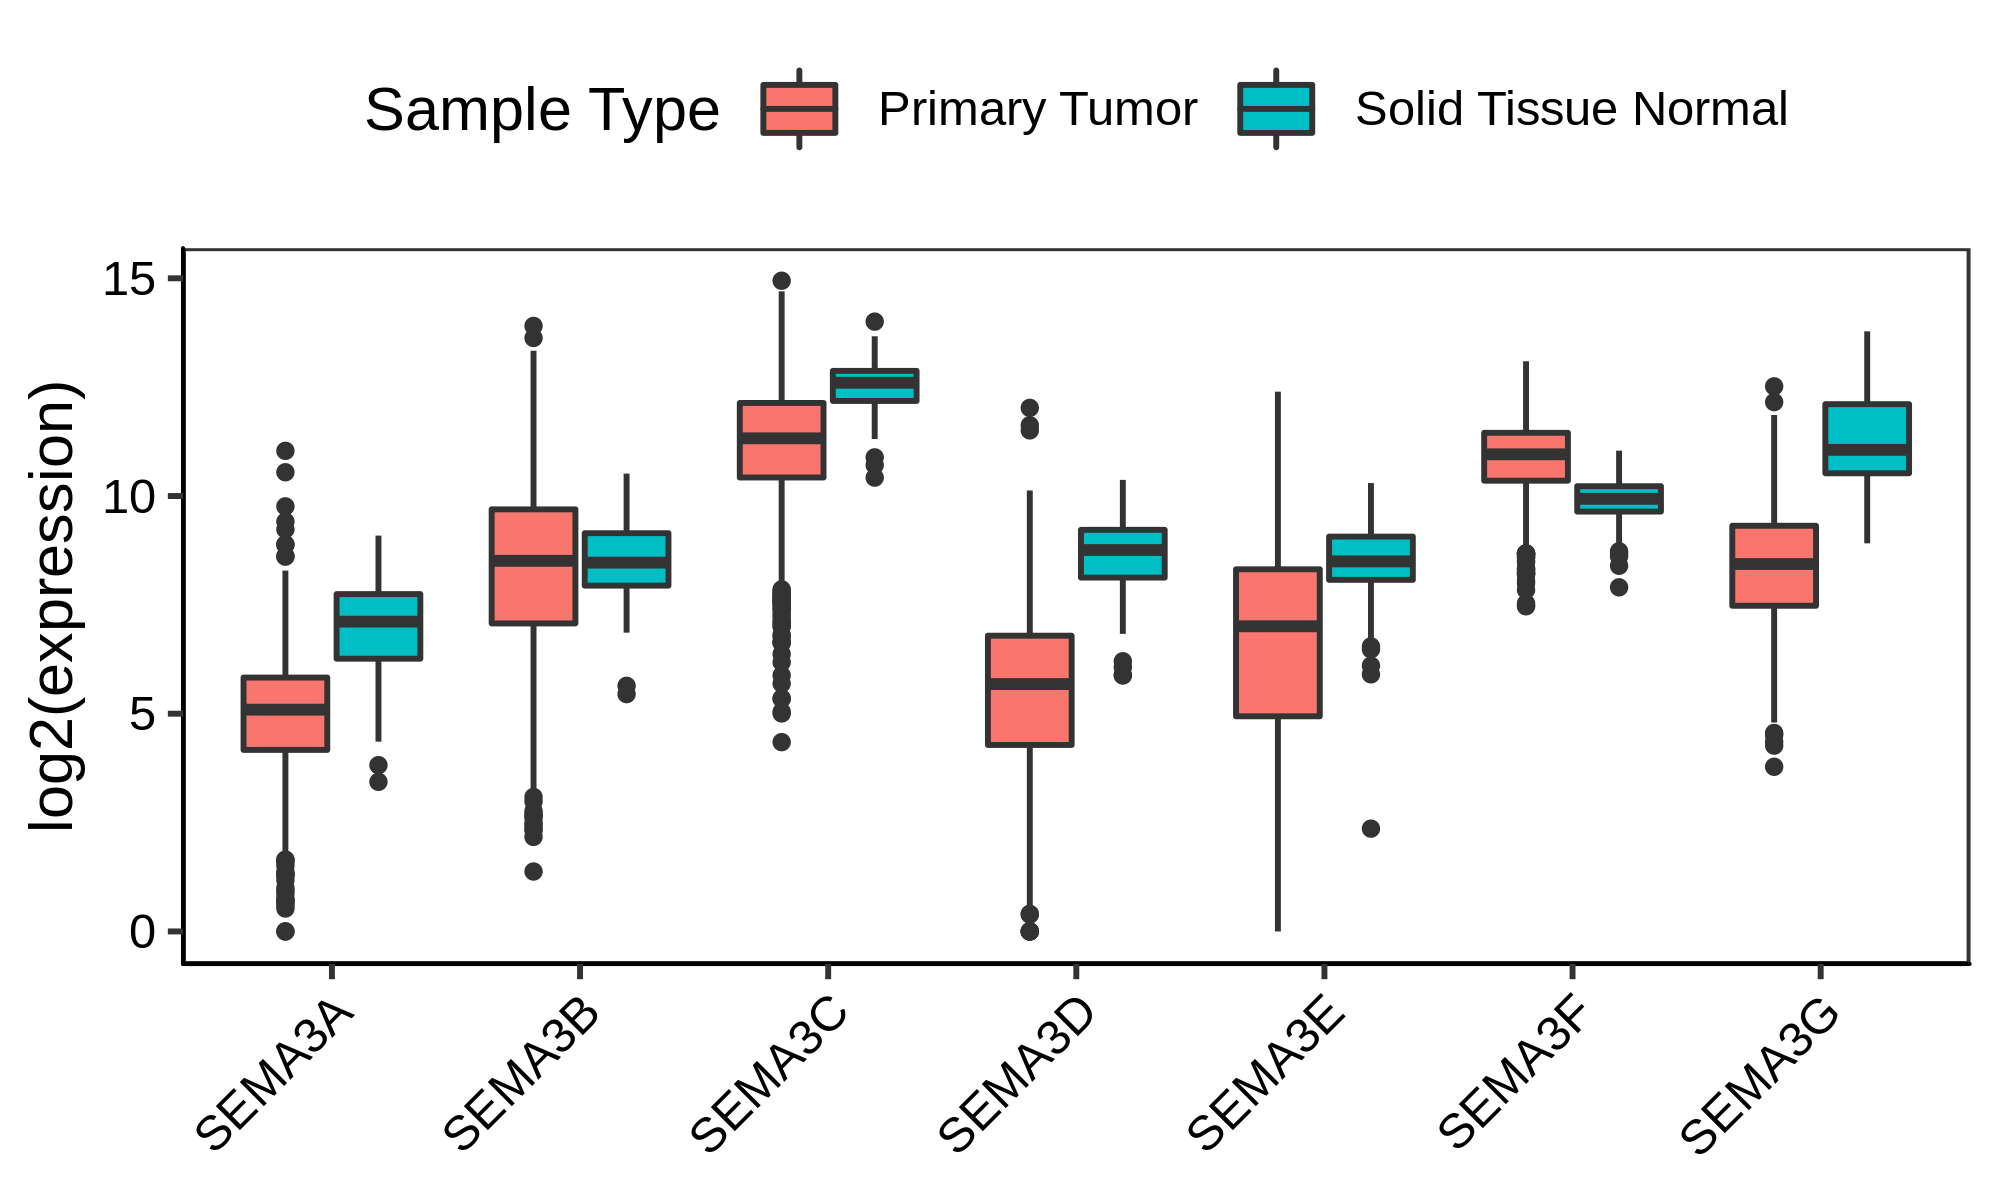 Sample Type Primary Tumor Solid Tissue Normal
log2(expression)
15
10
5
0
SEMA3A SEMA3B SEMA3C SEMA3D SEMA3E SEMA3F SEMA3G